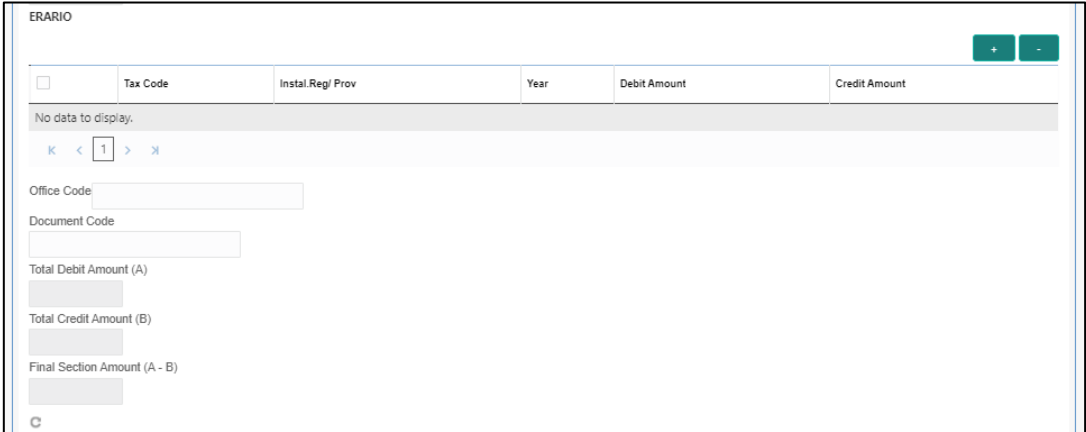 ERARIO
+ -
Tax Code Instal.Reg/ Prov Year Debit Amount Credit Amount
No data to display.
1
Office Code
Document Code
Total Debit Amount (A)
Total Credit Amount (B)
Final Section Amount (A - B)